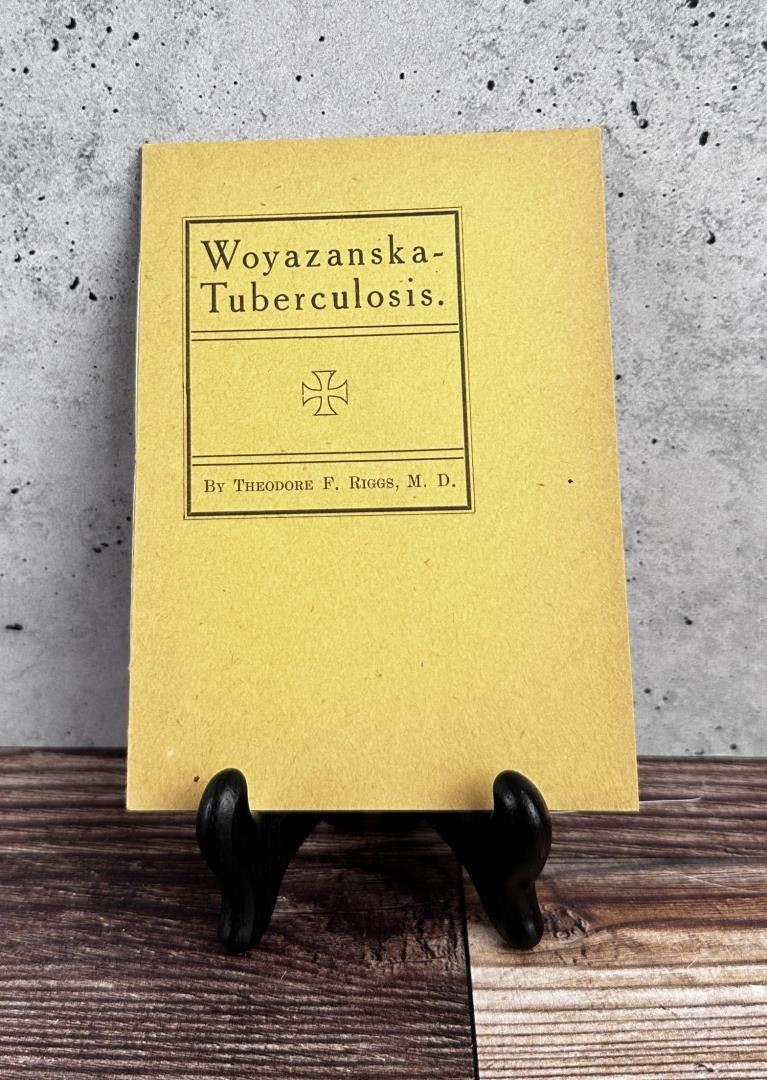 Woyazanska-
Tuberculosis.
By Theodore F. Riggs, M. D.